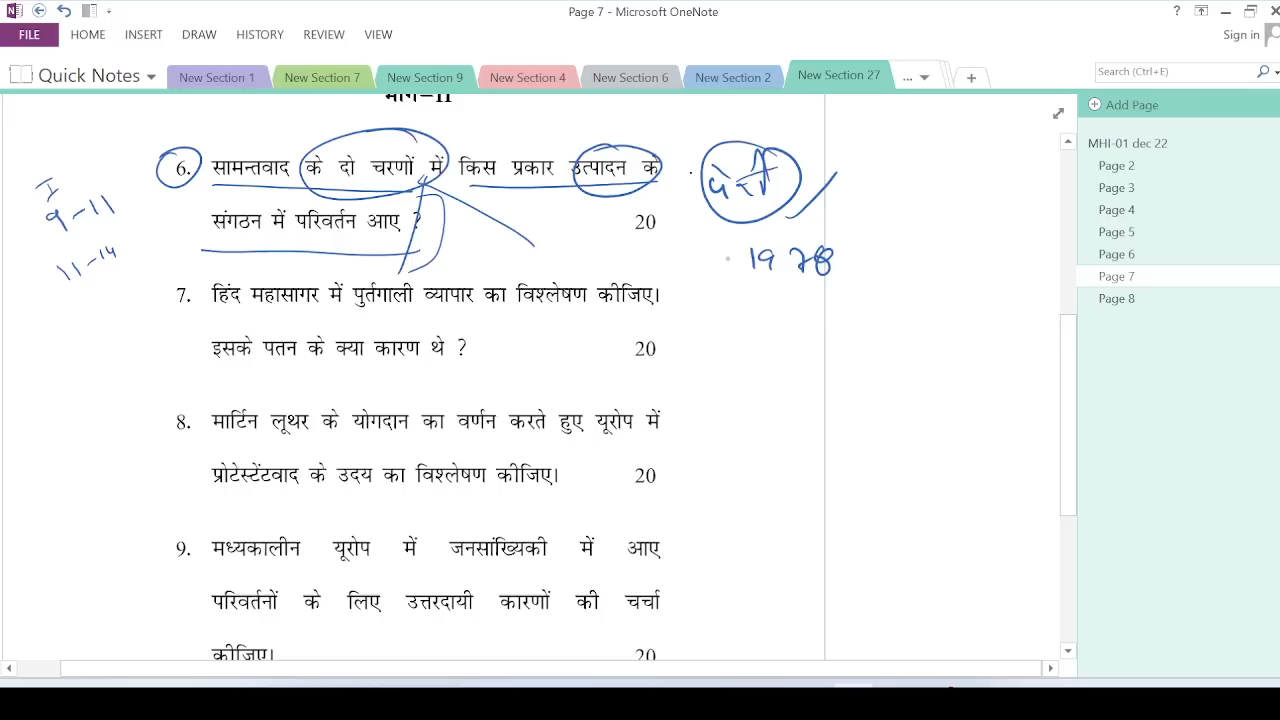 Page 7 - Microsoft OneNote
FILE HOME INSERT DRAW HISTORY REVIEW VIEW
Sign in
Quick Notes New Section 1 New Section 7 New Section 9 New Section 4 New Section 6 New Section 2 New Section 27 ...
Search (Ctrl+E)
Add Page
MHI-01 dec 22
Page 2
Page 3
Page 4
Page 5
Page 6
Page 7
Page 8
भाग—II
6. सामन्तवाद के दो चरणों में किस प्रकार उत्पादन के
संगठन में परिवर्तन आए ? 20
I
9-11
11-14
1978
7. हिंद महासागर में पुर्तगाली व्यापार का विश्लेषण कीजिए।
इसके पतन के क्या कारण थे ? 20
8. मार्टिन लूथर के योगदान का वर्णन करते हुए यूरोप में
प्रोटेस्टेंटवाद के उदय का विश्लेषण कीजिए। 20
9. मध्यकालीन यूरोप में जनसांख्यिकी में आए
परिवर्तनों के लिए उत्तरदायी कारणों की चर्चा
कीजिए। 20